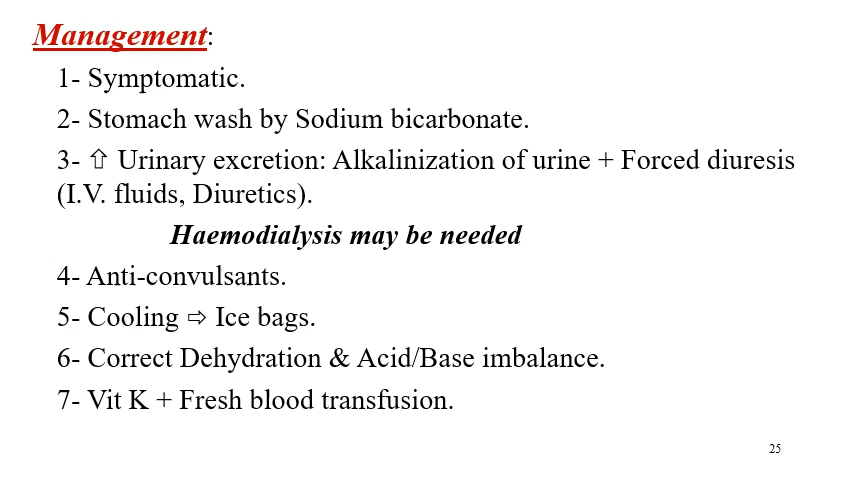 Management:
1- Symptomatic.
2- Stomach wash by Sodium bicarbonate.
3- ⇧ Urinary excretion: Alkalinization of urine + Forced diuresis
(I.V. fluids, Diuretics).
Haemodialysis may be needed
4- Anti-convulsants.
5- Cooling ⇨ Ice bags.
6- Correct Dehydration & Acid/Base imbalance.
7- Vit K + Fresh blood transfusion.
25